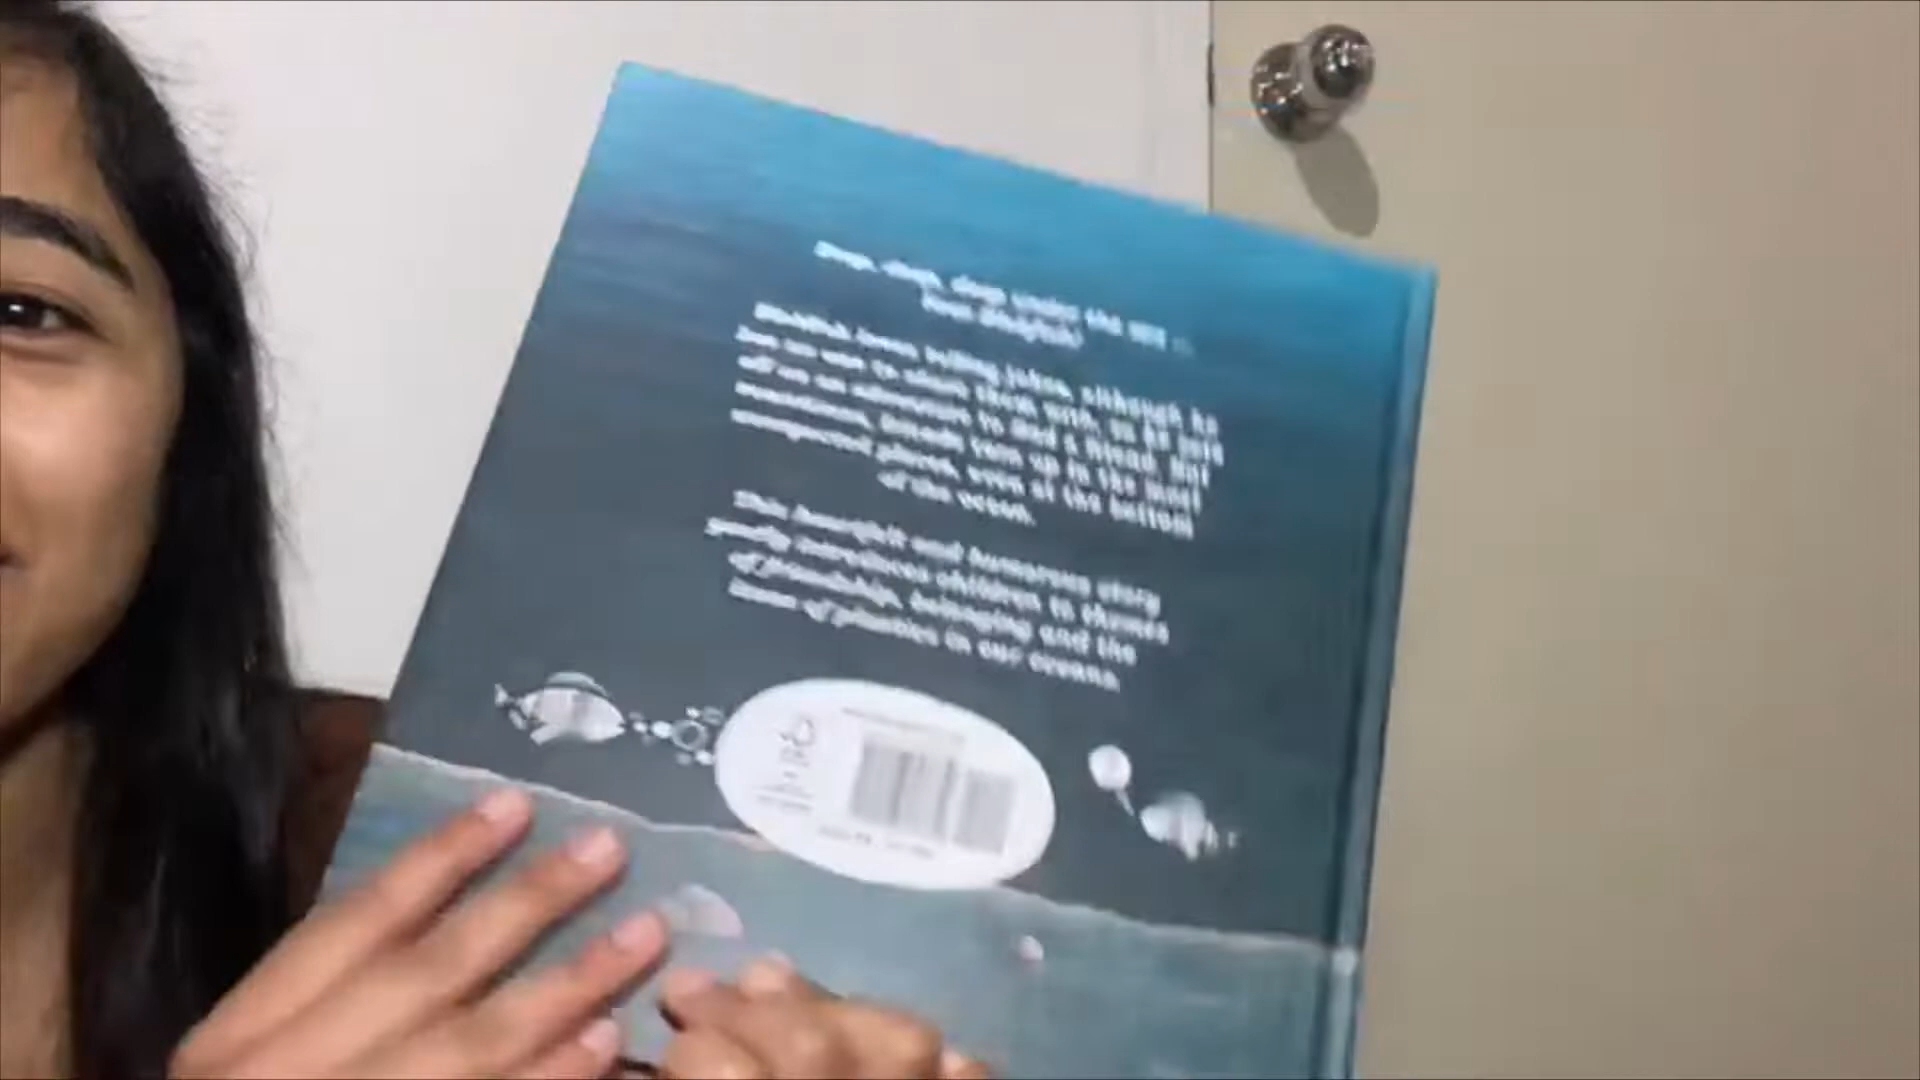 Deep, deep, deep under the sea ...
lives Blobfish!
Blobfish loves telling jokes, although he
has no one to share them with, so he sets
off on an adventure to find a friend. But
sometimes, friends turn up in the most
unexpected places, even at the bottom
of the ocean.
This heartfelt and humorous story
gently introduces children to themes
of friendship, belonging and the
issue of plastics in our oceans.